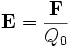 E = F / Q₀